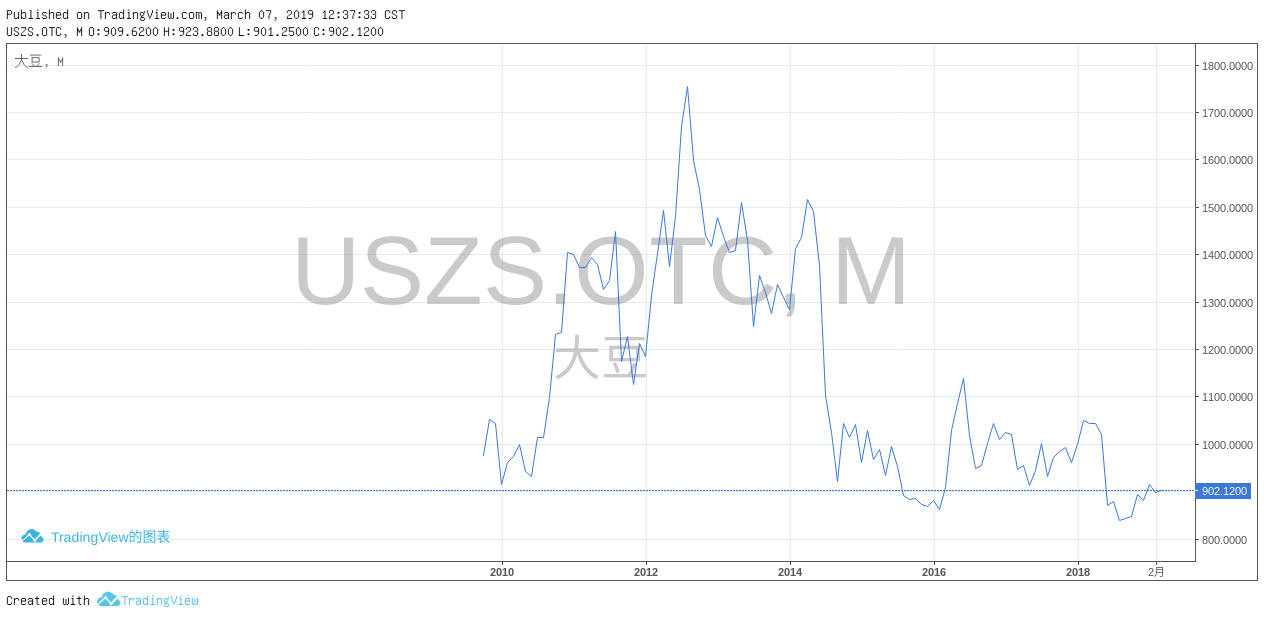 Published on TradingView.com, March 07, 2019 12:37:33 CST
USZS.OTC, M O:909.6200 H:923.8800 L:901.2500 C:902.1200
大豆, M
1800.0000
1700.0000
1600.0000
1500.0000
USZS.OTC, M
1400.0000
1300.0000
大豆
1200.0000
1100.0000
1000.0000
902.1200
TradingView的图表
800.0000
2010 2012 2014 2016 2018 2月
Created with TradingView